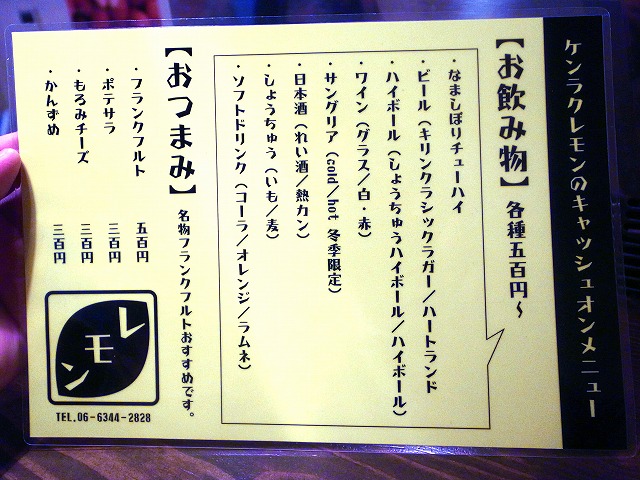 ケンラクレモンのキャッシュオンメニュー
【お飲み物】各種五百円〜
・なましぼりチューハイ
・ビール（キリンクラシックラガー／ハートランド
・ハイボール（しょうちゅうハイボール／ハイボール）
・ワイン（グラス／白・赤）
・サングリア（cold／hot 冬季限定）
・日本酒（れい酒／熱カン）
・しょうちゅう（いも／麦）
・ソフトドリンク（コーラ／オレンジ／ラムネ）
【おつまみ】名物フランクフルトおすすめです。
・フランクフルト 五百円
・ポテサラ 三百円
・もろみチーズ 三百円
・かんずめ 三百円
レモン
TEL.06-6344-2828